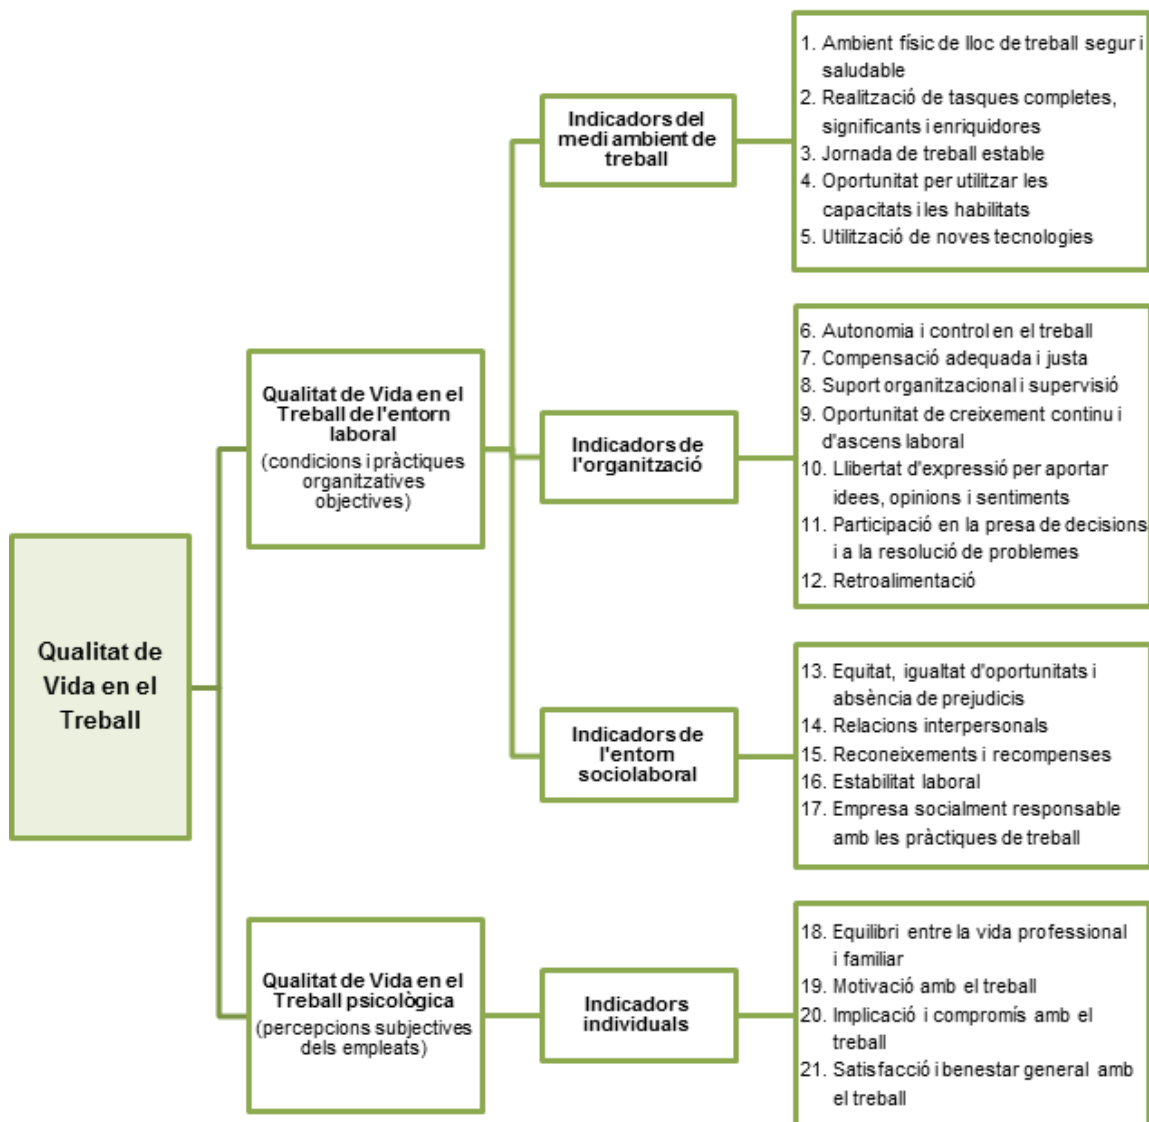 Qualitat de
Vida en el
Treball
Qualitat de Vida en el
Treball de l'entorn
laboral
(condicions i pràctiques
organitzatives
objectives)
Indicadors del
medi ambient de
treball
1. Ambient físic de lloc de treball segur i
saludable
2. Realització de tasques completes,
significants i enriquidores
3. Jornada de treball estable
4. Oportunitat per utilitzar les
capacitats i les habilitats
5. Utilització de noves tecnologies
Indicadors de
l'organització
6. Autonomia i control en el treball
7. Compensació adequada i justa
8. Suport organitzacional i supervisió
9. Oportunitat de creixement continu i
d'ascens laboral
10. Llibertat d'expressió per aportar
idees, opinions i sentiments
11. Participació en la presa de decisions
i a la resolució de problemes
12. Retroalimentació
Indicadors de
l'entorn
sociolaboral
13. Equitat, igualtat d'oportunitats i
absència de prejudicis
14. Relacions interpersonals
15. Reconeixements i recompenses
16. Estabilitat laboral
17. Empresa socialment responsable
amb les pràctiques de treball
Qualitat de Vida en el
Treball psicològica
(percepcions subjectives
dels empleats)
Indicadors
individuals
18. Equilibri entre la vida professional
i familiar
19. Motivació amb el treball
20. Implicació i compromís amb el
treball
21. Satisfacció i benestar general amb
el treball